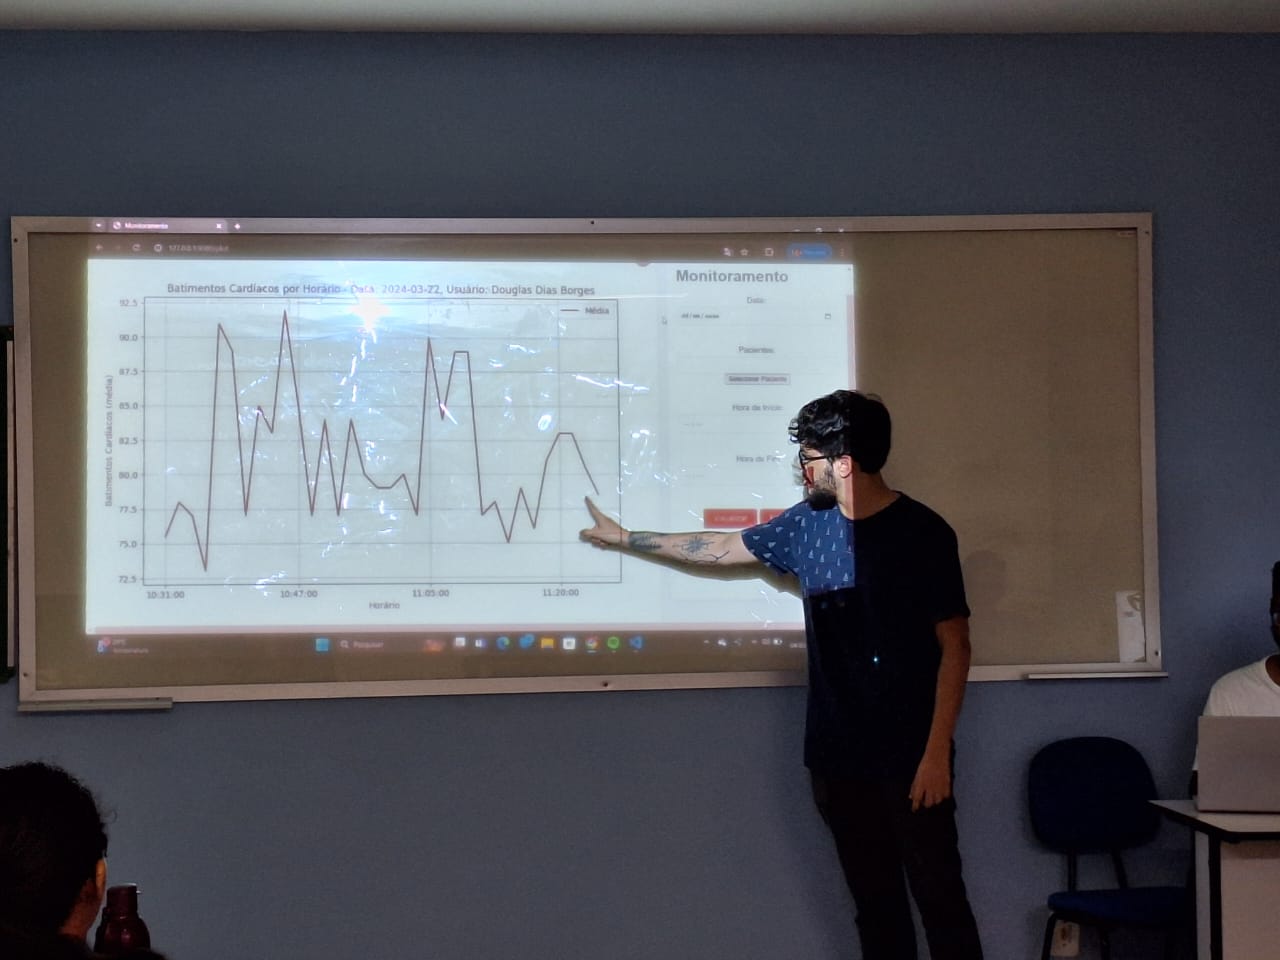 Monitoramento
Batimentos Cardíacos por Horário - Data: 2024-03-22, Usuário: Douglas Dias Borges
Média
92.5
90.0
87.5
85.0
82.5
80.0
77.5
75.0
72.5
Batimentos Cardíacos (média)
10:31:00
10:47:00
11:05:00
11:20:00
Horário
Monitoramento
Data:
Pacientes:
Selecionar Paciente
Hora de Início:
Hora de Fim
Pesquisar